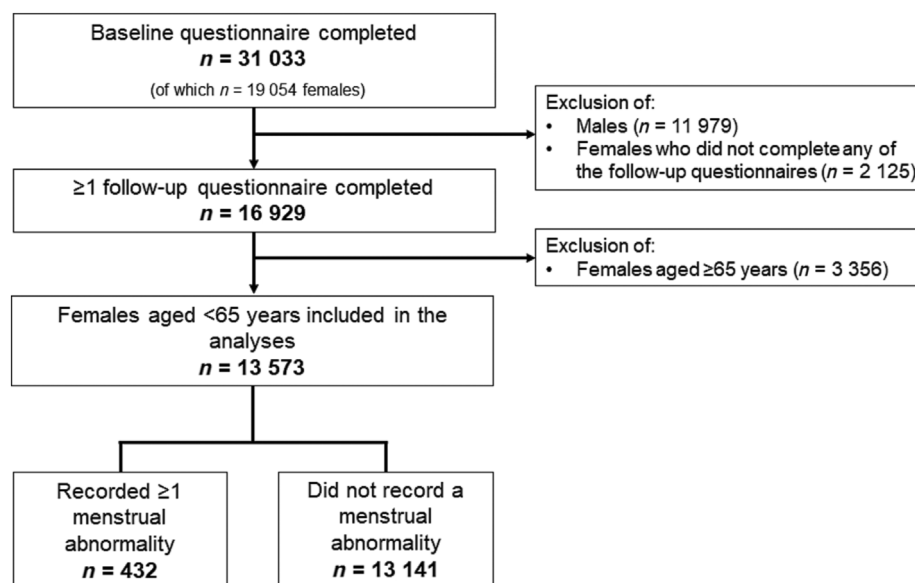 Baseline questionnaire completed
n = 31 033
(of which n = 19 054 females)
Exclusion of:
• Males (n = 11 979)
• Females who did not complete any of
the follow-up questionnaires (n = 2 125)
≥1 follow-up questionnaire completed
n = 16 929
Exclusion of:
• Females aged ≥65 years (n = 3 356)
Females aged <65 years included in the
analyses
n = 13 573
Recorded ≥1
menstrual
abnormality
n = 432
Did not record a
menstrual
abnormality
n = 13 141